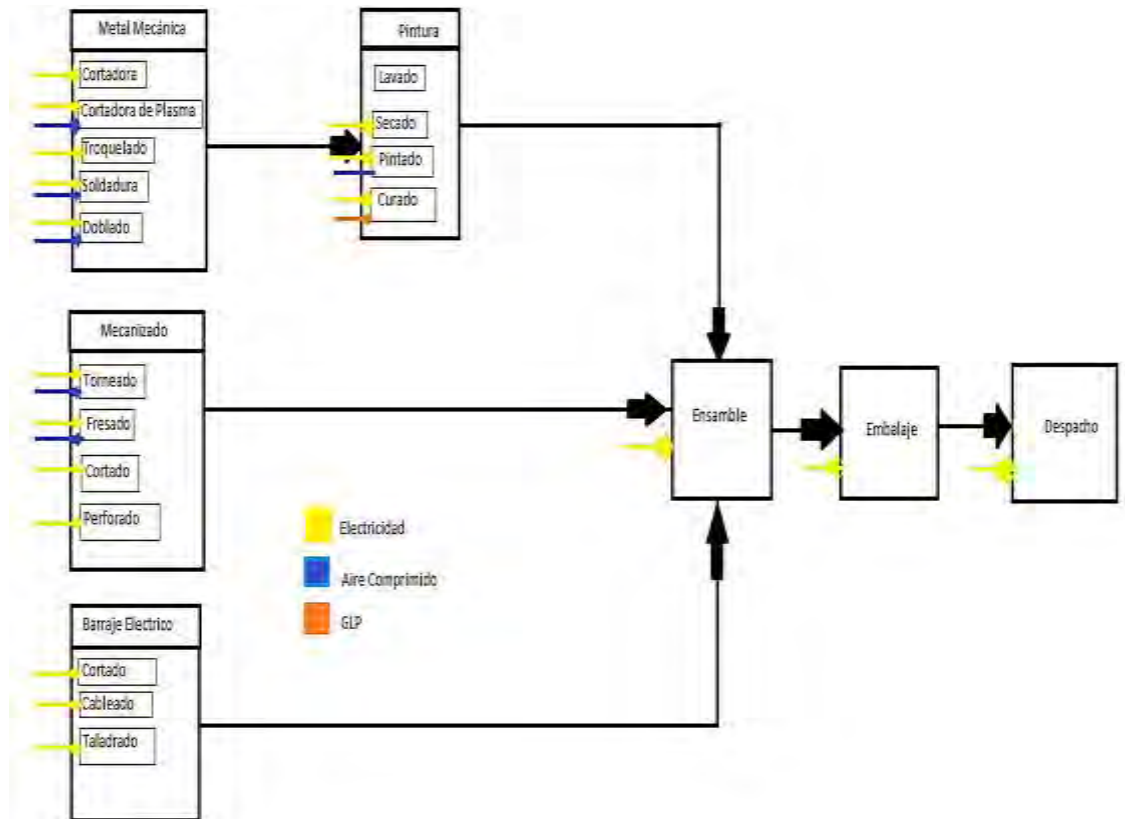 Metal Mecánica
Cortadora
Cortadora de Plasma
Troquelado
Soldadura
Doblado
Pintura
Lavado
Secado
Pintado
Curado
Mecanizado
Torneado
Fresado
Cortado
Perforado
Barraje Electrico
Cortado
Cableado
Taladrado
Electricidad
Aire Comprimido
GLP
Ensamble
Embalaje
Despacho